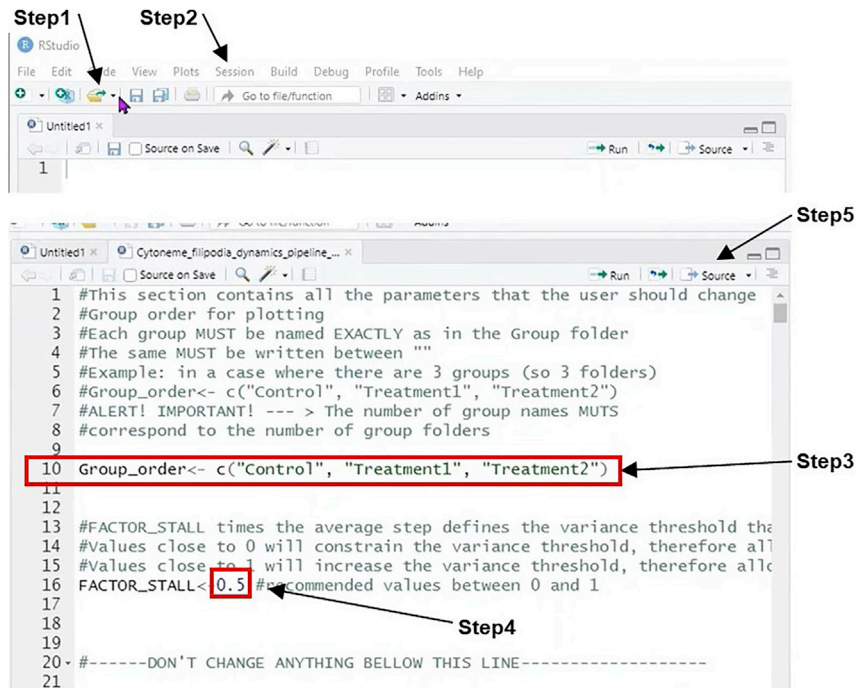 Step1
Step2
RStudio
File Edit Code View Plots Session Build Debug Profile Tools Help
Go to file/function
Addins
Untitled1
Source on Save
Run
Source
1
Step5
Untitled1
Cytoneme_filipodia_dynamics_pipeline_...
Source on Save
Run
Source
1 #This section contains all the parameters that the user should change
2 #Group order for plotting
3 #Each group MUST be named EXACTLY as in the Group folder
4 #The same MUST be written between ""
5 #Example: in a case where there are 3 groups (so 3 folders)
6 #Group_order<- c("Control", "Treatment1", "Treatment2")
7 #ALERT! IMPORTANT! --- > The number of group names MUTS
8 #correspond to the number of group folders
9
10 Group_order<- c("Control", "Treatment1", "Treatment2")
Step3
11
12
13 #FACTOR_STALL times the average step defines the variance threshold tha
14 #Values close to 0 will constrain the variance threshold, therefore all
15 #Values close to 1 will increase the variance threshold, therefore allo
16 FACTOR_STALL<-0.5 #recommended values between 0 and 1
17
18
Step4
19
20 #------DON'T CHANGE ANYTHING BELLOW THIS LINE------------------
21